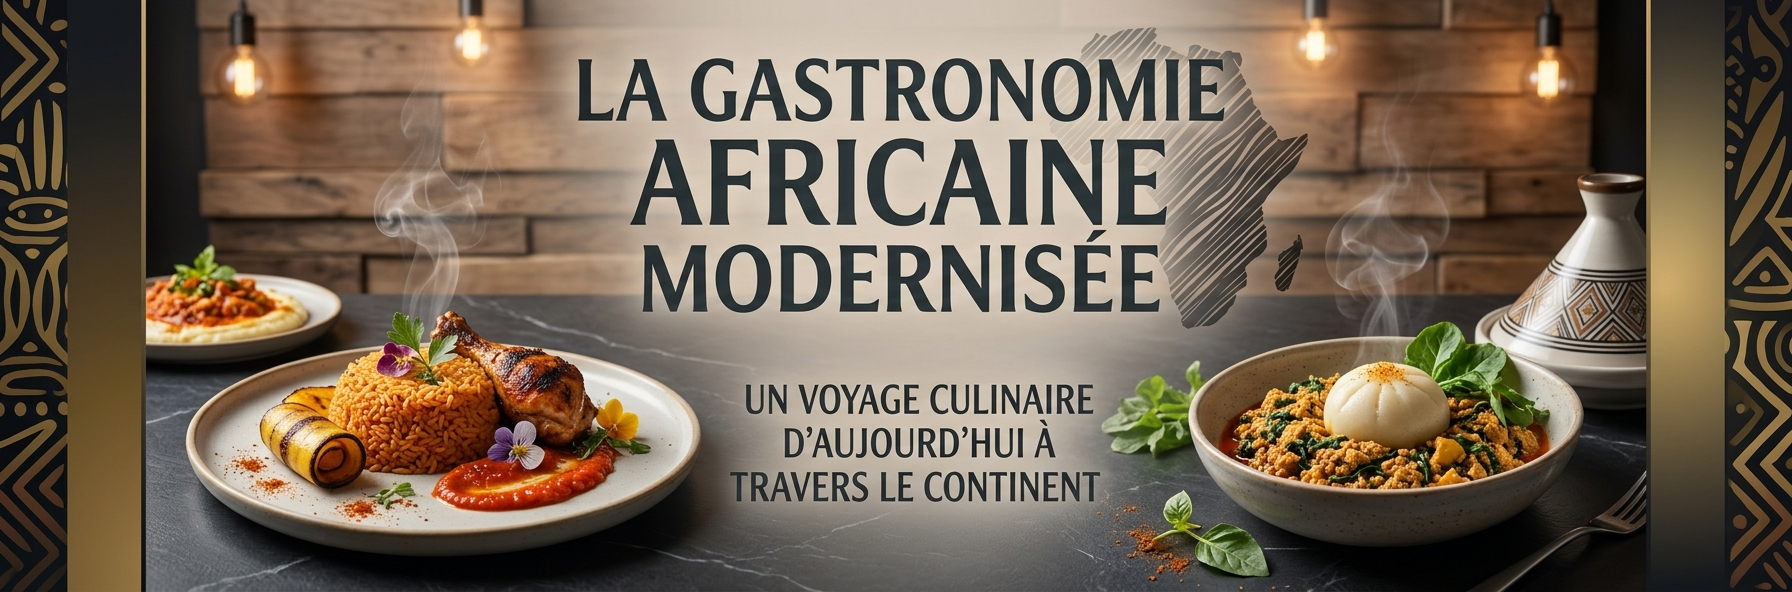 LA GASTRONOMIE
AFRICAINE
MODERNISÉE
UN VOYAGE CULINAIRE
D'AUJOURD'HUI À
TRAVERS LE CONTINENT